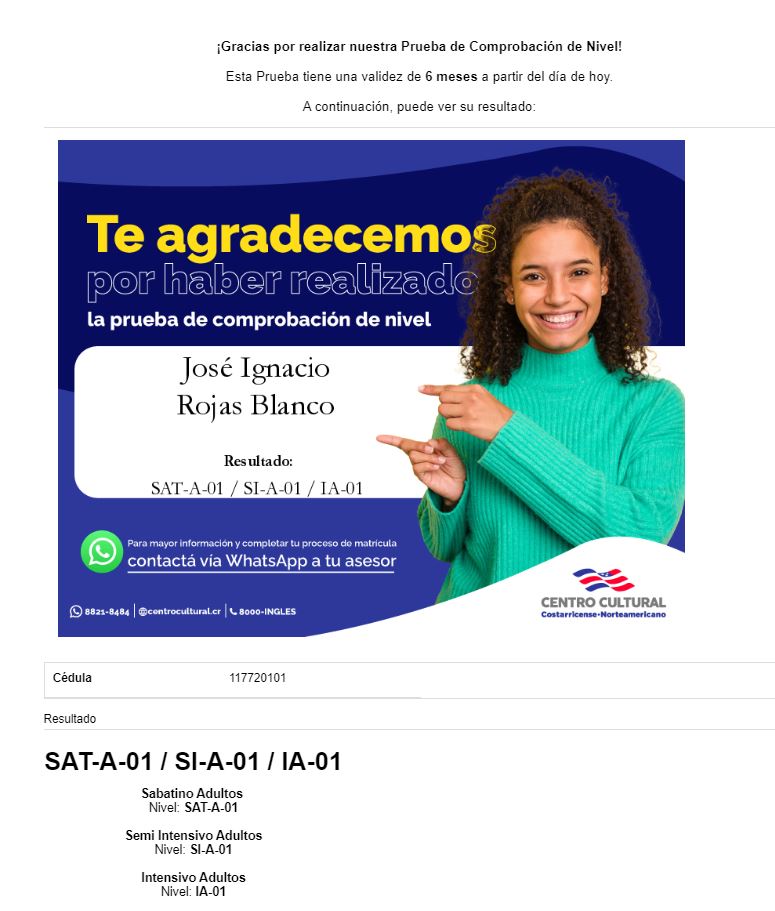 ¡Gracias por realizar nuestra Prueba de Comprobación de Nivel!
Esta Prueba tiene una validez de 6 meses a partir del día de hoy.
A continuación, puede ver su resultado:
Te agradecemos
por haber realizado
la prueba de comprobación de nivel
José Ignacio
Rojas Blanco
Resultado:
SAT-A-01 / SI-A-01 / IA-01
Para mayor información y completar tu proceso de matrícula
contactá vía WhatsApp a tu asesor
8821-8484 | @centrocultural.cr | 8000-INGLES
CENTRO CULTURAL
Costarricense•Norteamericano
Cédula 117720101
Resultado
SAT-A-01 / SI-A-01 / IA-01
Sabatino Adultos
Nivel: SAT-A-01
Semi Intensivo Adultos
Nivel: SI-A-01
Intensivo Adultos
Nivel: IA-01